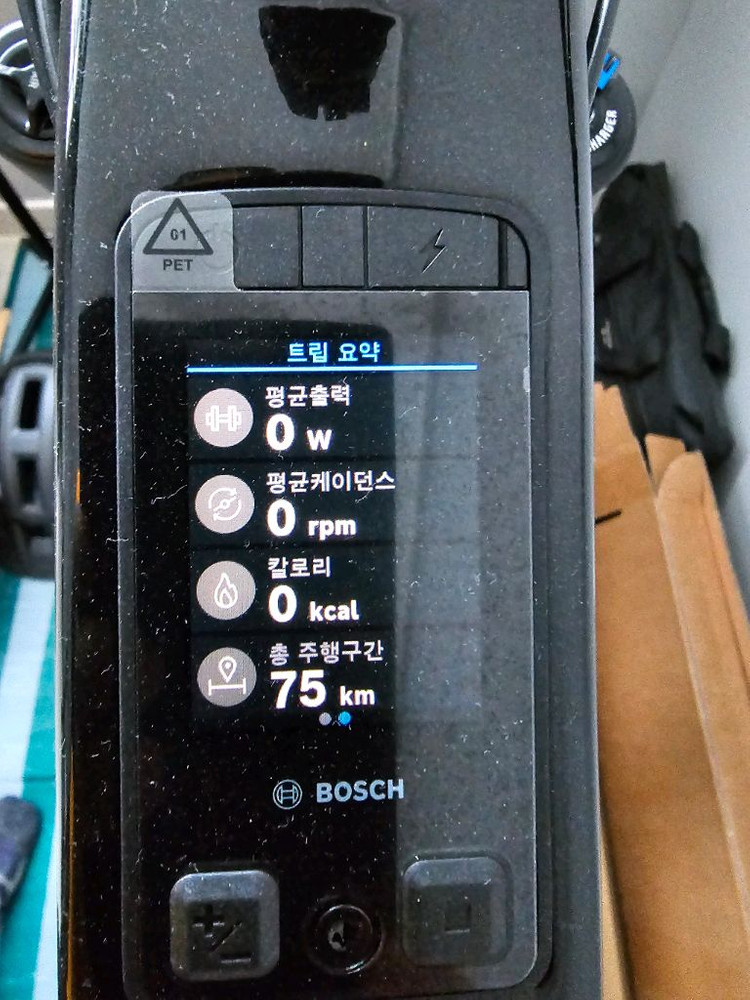 CHARGER
01
PET
트립 요약
평균출력
0 W
평균케이던스
0 rpm
칼로리
0 kcal
총 주행구간
75 km
BOSCH
+/-